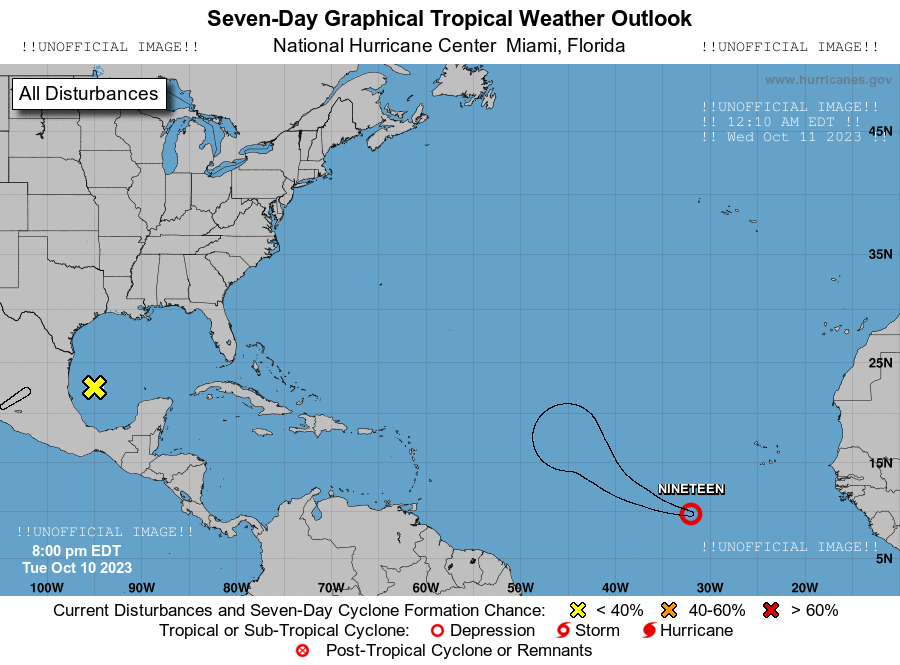 Seven-Day Graphical Tropical Weather Outlook
!!UNOFFICIAL IMAGE!! National Hurricane Center Miami, Florida !!UNOFFICIAL IMAGE!!
www.hurricanes.gov
All Disturbances
!!UNOFFICIAL IMAGE!!
!! 12:10 AM EDT !!
!! Wed Oct 11 2023 !!
45N
35N
25N
15N
NINETEEN
!!UNOFFICIAL IMAGE!!
8:00 pm EDT
Tue Oct 10 2023
!!UNOFFICIAL IMAGE!!
5N
100W 90W 80W 70W 60W 50W 40W 30W 20W
Current Disturbances and Seven-Day Cyclone Formation Chance: < 40% 40-60% > 60%
Tropical or Sub-Tropical Cyclone: Depression Storm Hurricane
Post-Tropical Cyclone or Remnants